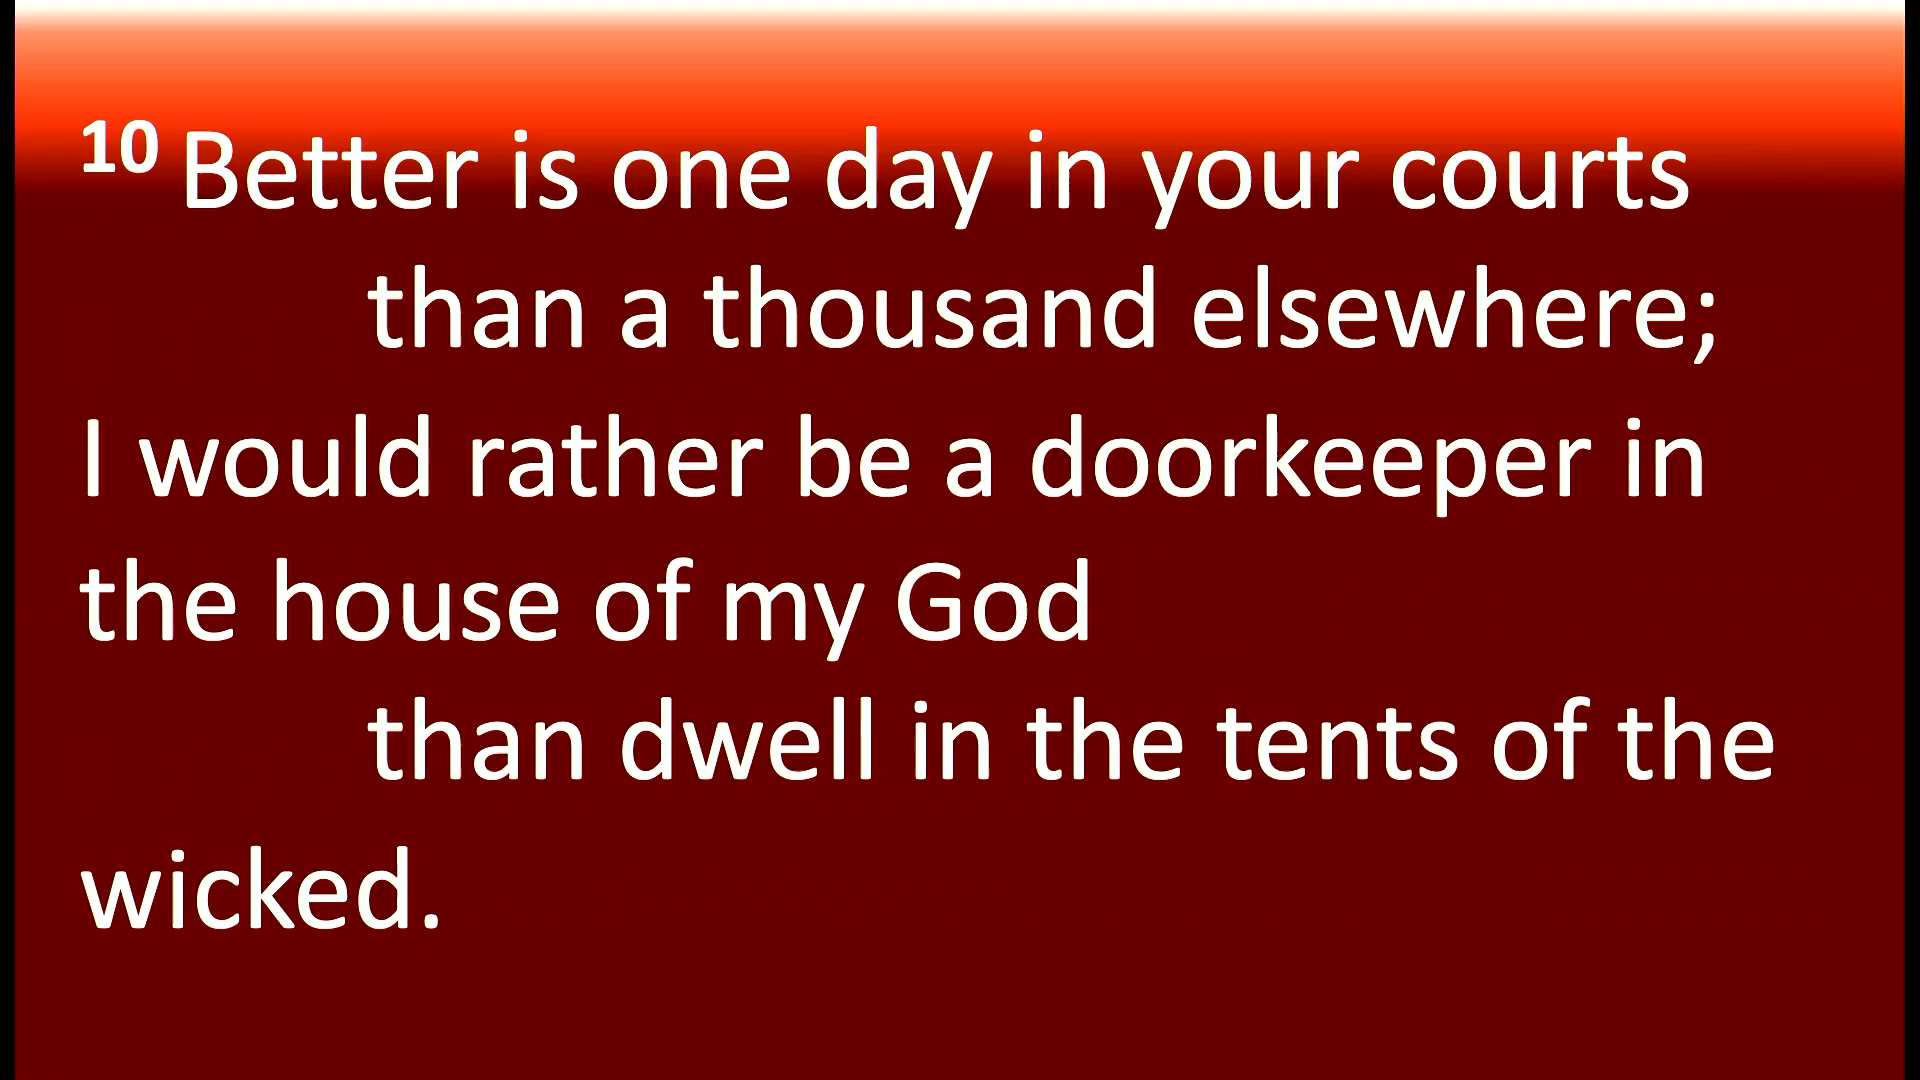 10 Better is one day in your courts
than a thousand elsewhere;
I would rather be a doorkeeper in
the house of my God
than dwell in the tents of the
wicked.